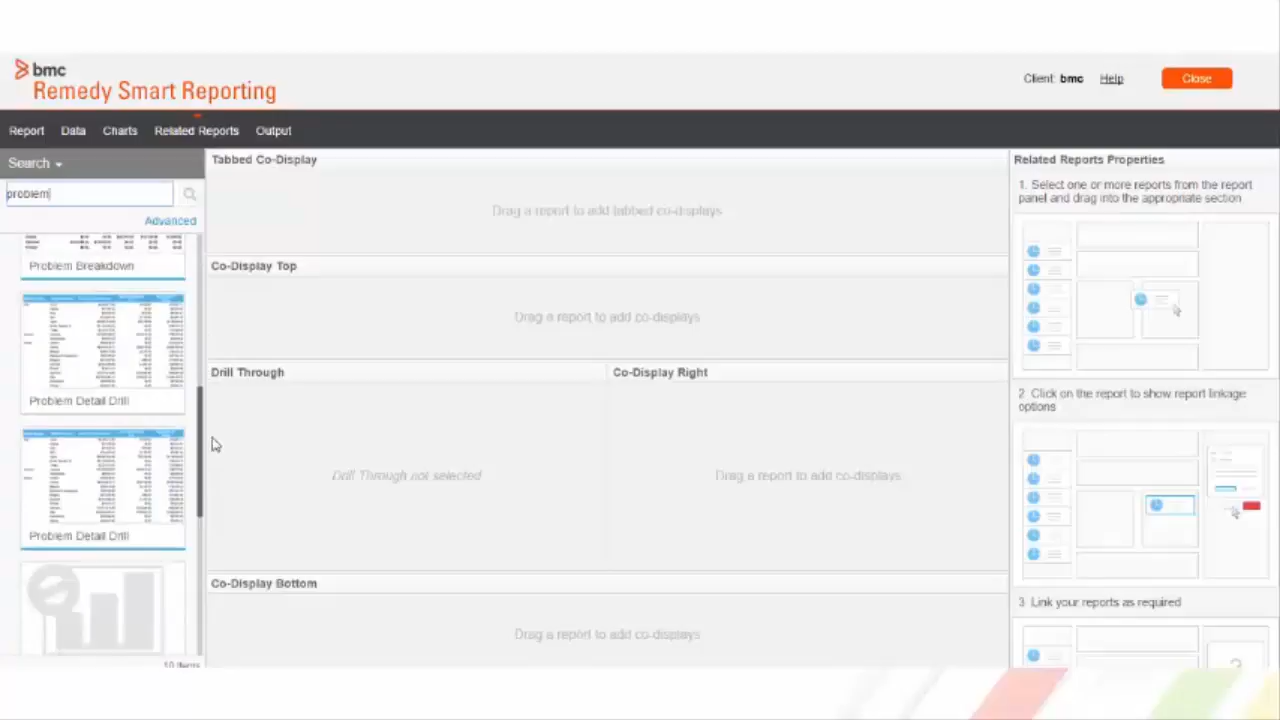 bmc
Remedy Smart Reporting
Client: bmc
Help
Close
Report
Data
Charts
Related Reports
Output
Search
problem
Advanced
Problem Breakdown
Problem Detail Drill
Problem Detail Drill
10 Items
Tabbed Co-Display
Drag a report to add tabbed co-displays
Co-Display Top
Drag a report to add co-displays
Drill Through
Drill Through not selected.
Co-Display Right
Drag a report to add co-displays
Co-Display Bottom
Drag a report to add co-displays
Related Reports Properties
1. Select one or more reports from the report
panel and drag into the appropriate section
2 Click on the report to show report linkage
options
3 Link your reports as required
?